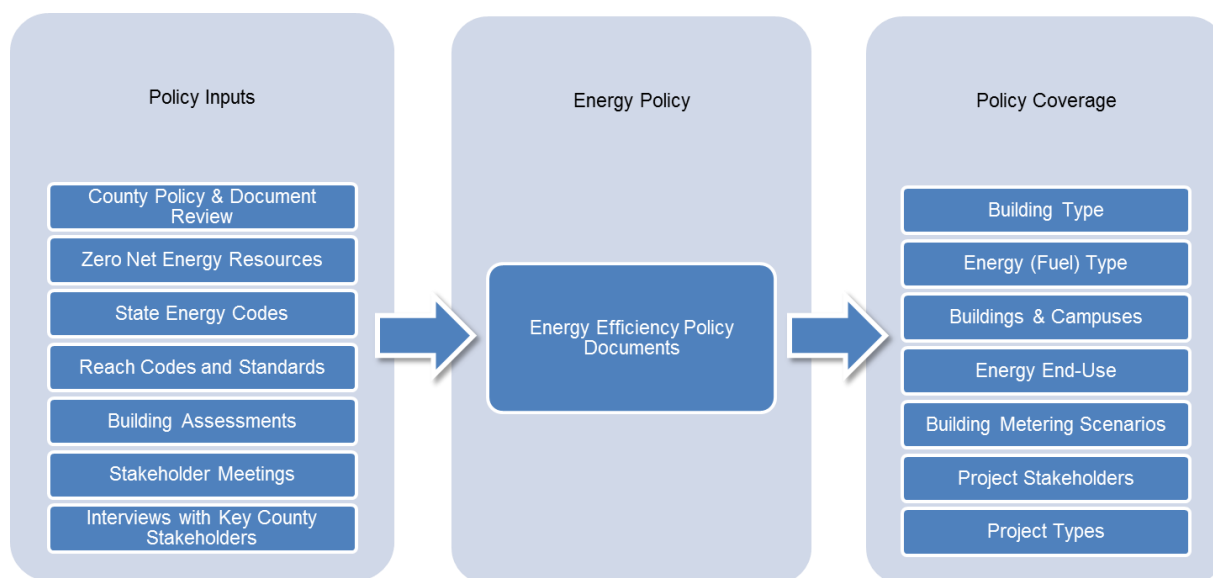 Policy Inputs
County Policy & Document
Review
Zero Net Energy Resources
State Energy Codes
Reach Codes and Standards
Building Assessments
Stakeholder Meetings
Interviews with Key County
Stakeholders
Energy Policy
Energy Efficiency Policy
Documents
Policy Coverage
Building Type
Energy (Fuel) Type
Buildings & Campuses
Energy End-Use
Building Metering Scenarios
Project Stakeholders
Project Types